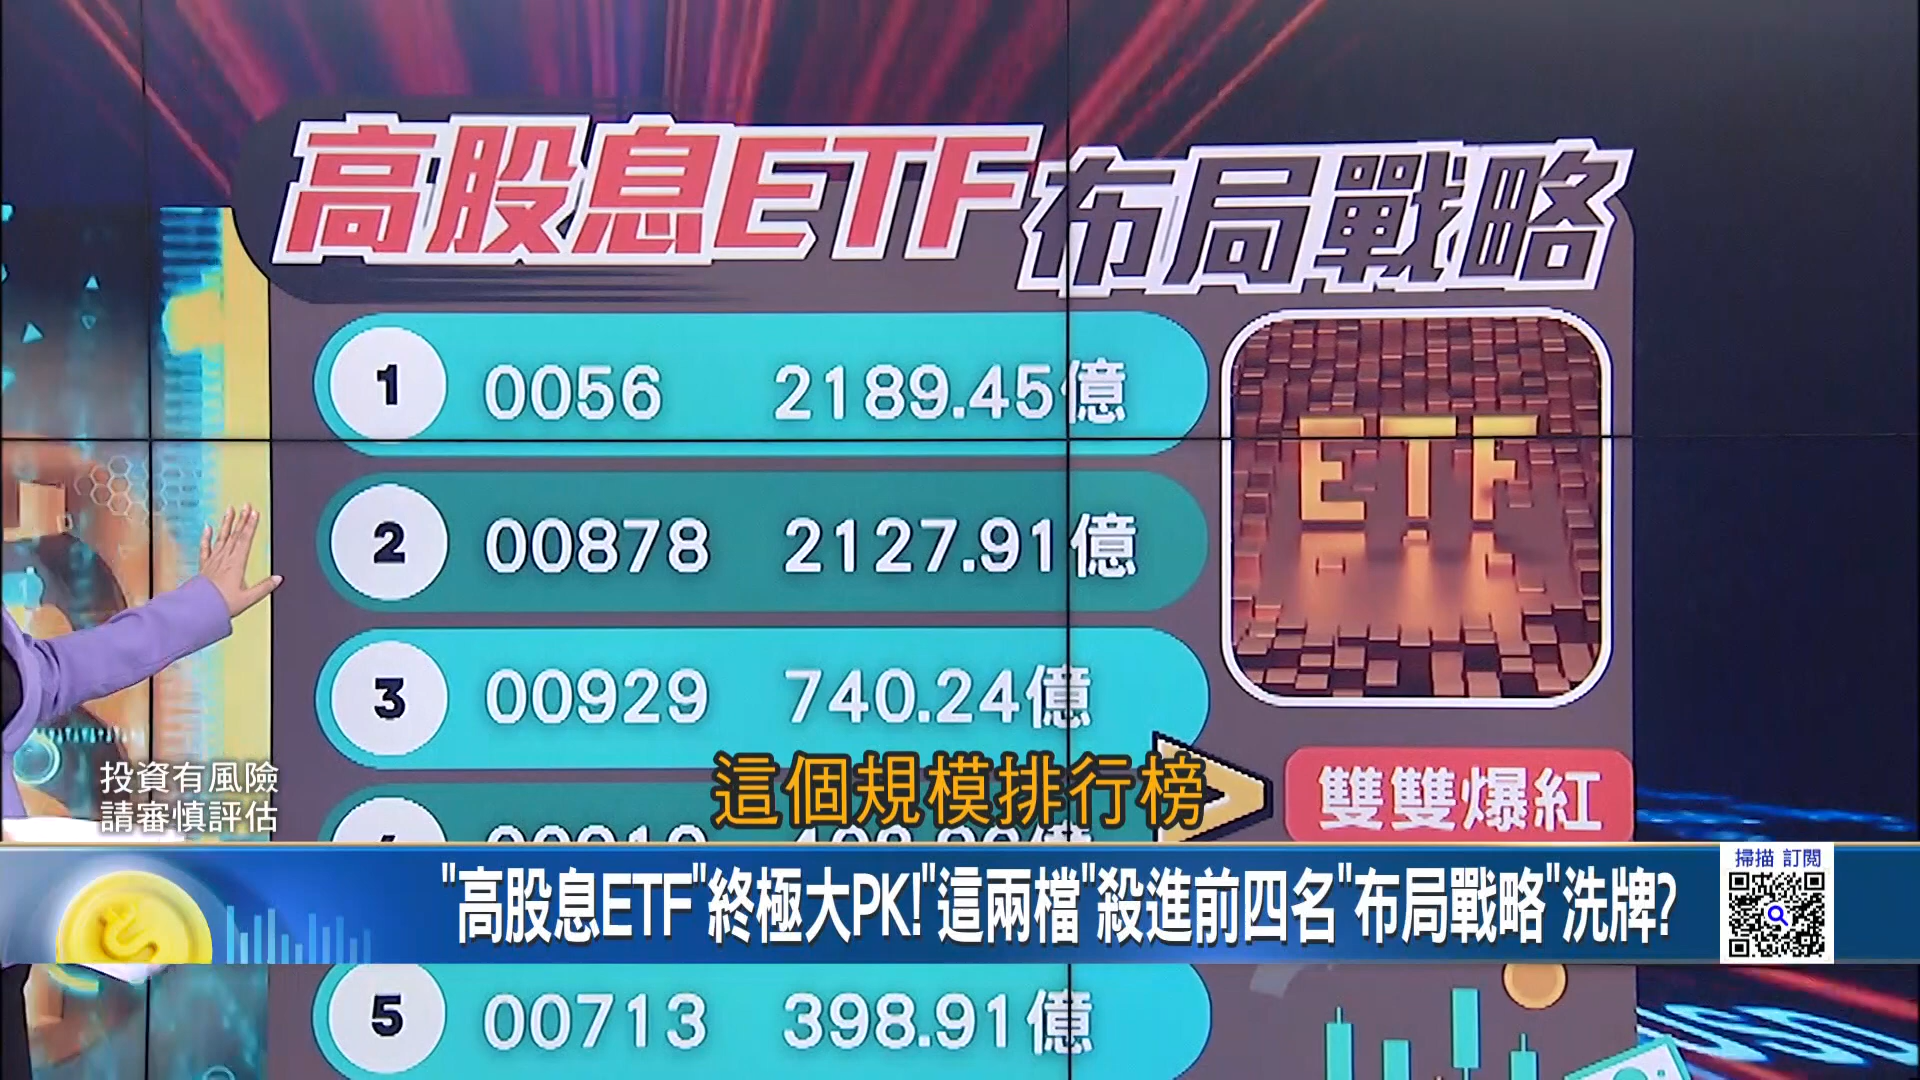 高股息ETF布局戰略
1 0056 2189.45億
2 00878 2127.91億
ETF
3 00929 740.24億
雙雙爆紅
投資有風險
請審慎評估
這個規模排行榜
"高股息ETF"終極大PK!"這兩檔"殺進前四名"布局戰略"洗牌?
掃描 訂閱
5 00713 398.91億